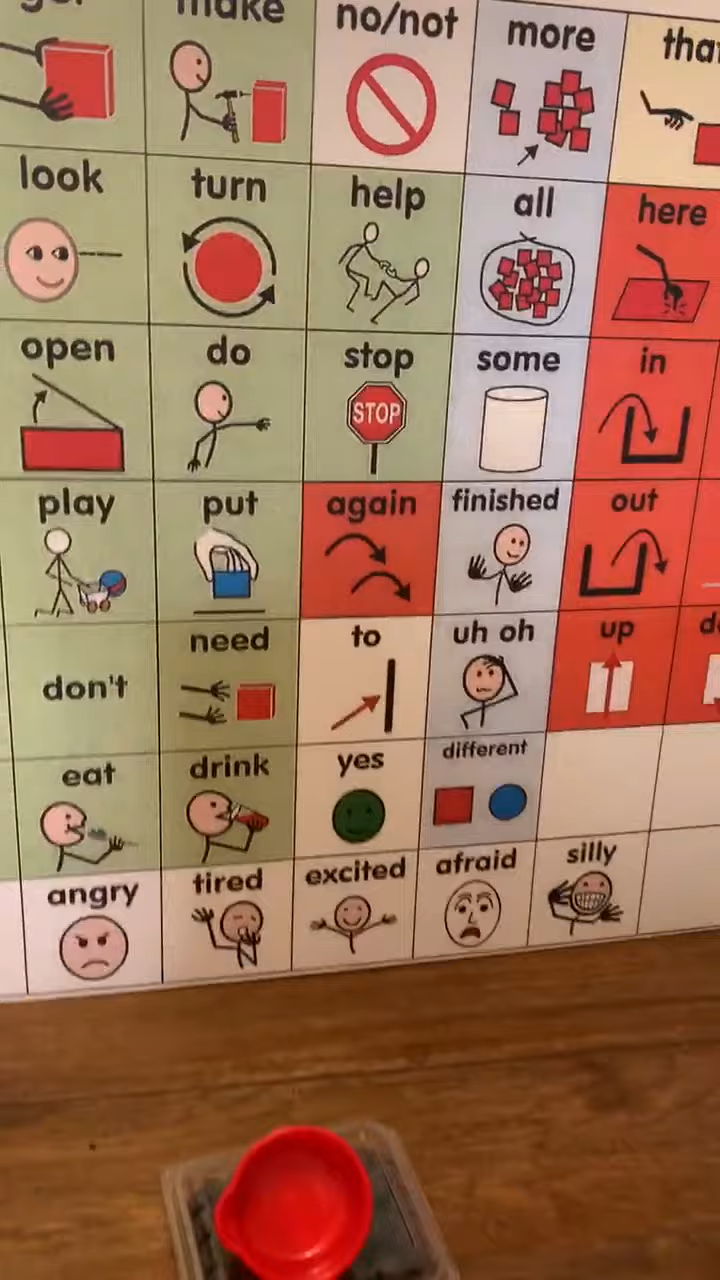 make
no/not
more
look
turn
help
all
here
open
do
stop
some
in
STOP
play
put
again
finished
out
don't
need
to
uh oh
up
eat
drink
yes
different
angry
tired
excited
afraid
silly